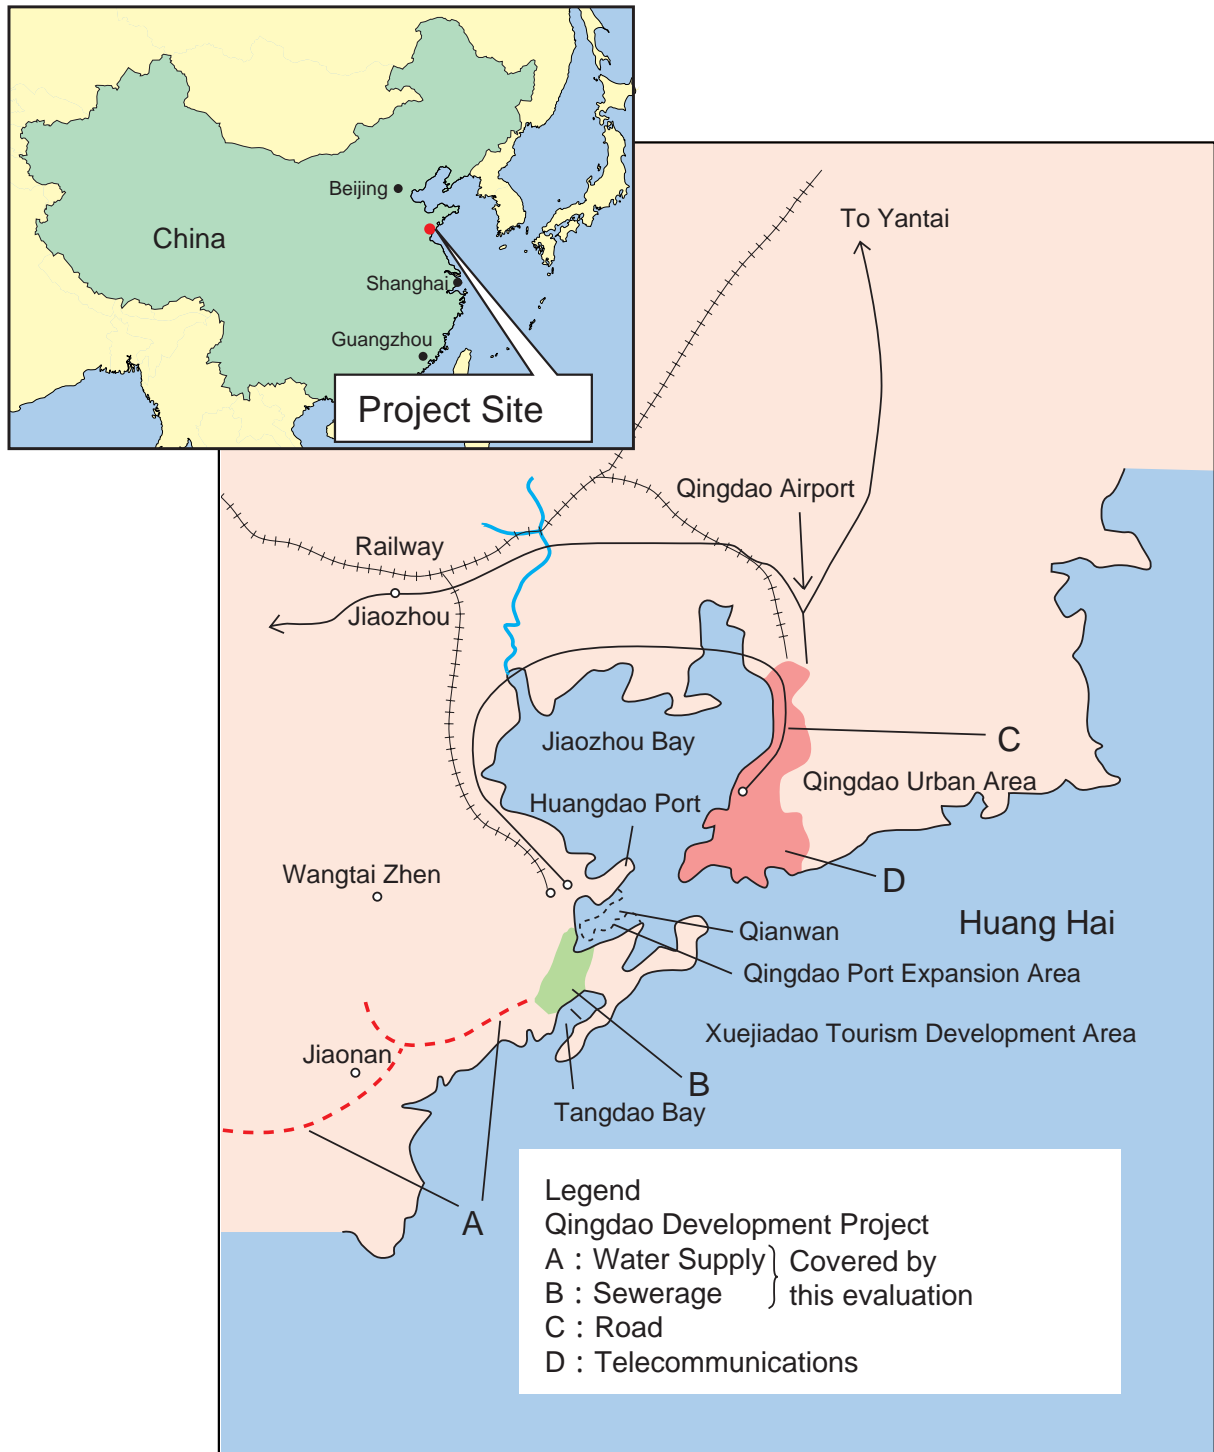 Beijing
China
Shanghai
Guangzhou
Project Site
To Yantai
Qingdao Airport
Railway
Jiaozhou
Jiaozhou Bay
C
Qingdao Urban Area
Huangdao Port
Wangtai Zhen
D
Huang Hai
Qianwan
Qingdao Port Expansion Area
Xuejiadao Tourism Development Area
Jiaonan
B
Tangdao Bay
A
Legend
Qingdao Development Project
A : Water Supply
B : Sewerage
Covered by
this evaluation
C : Road
D : Telecommunications